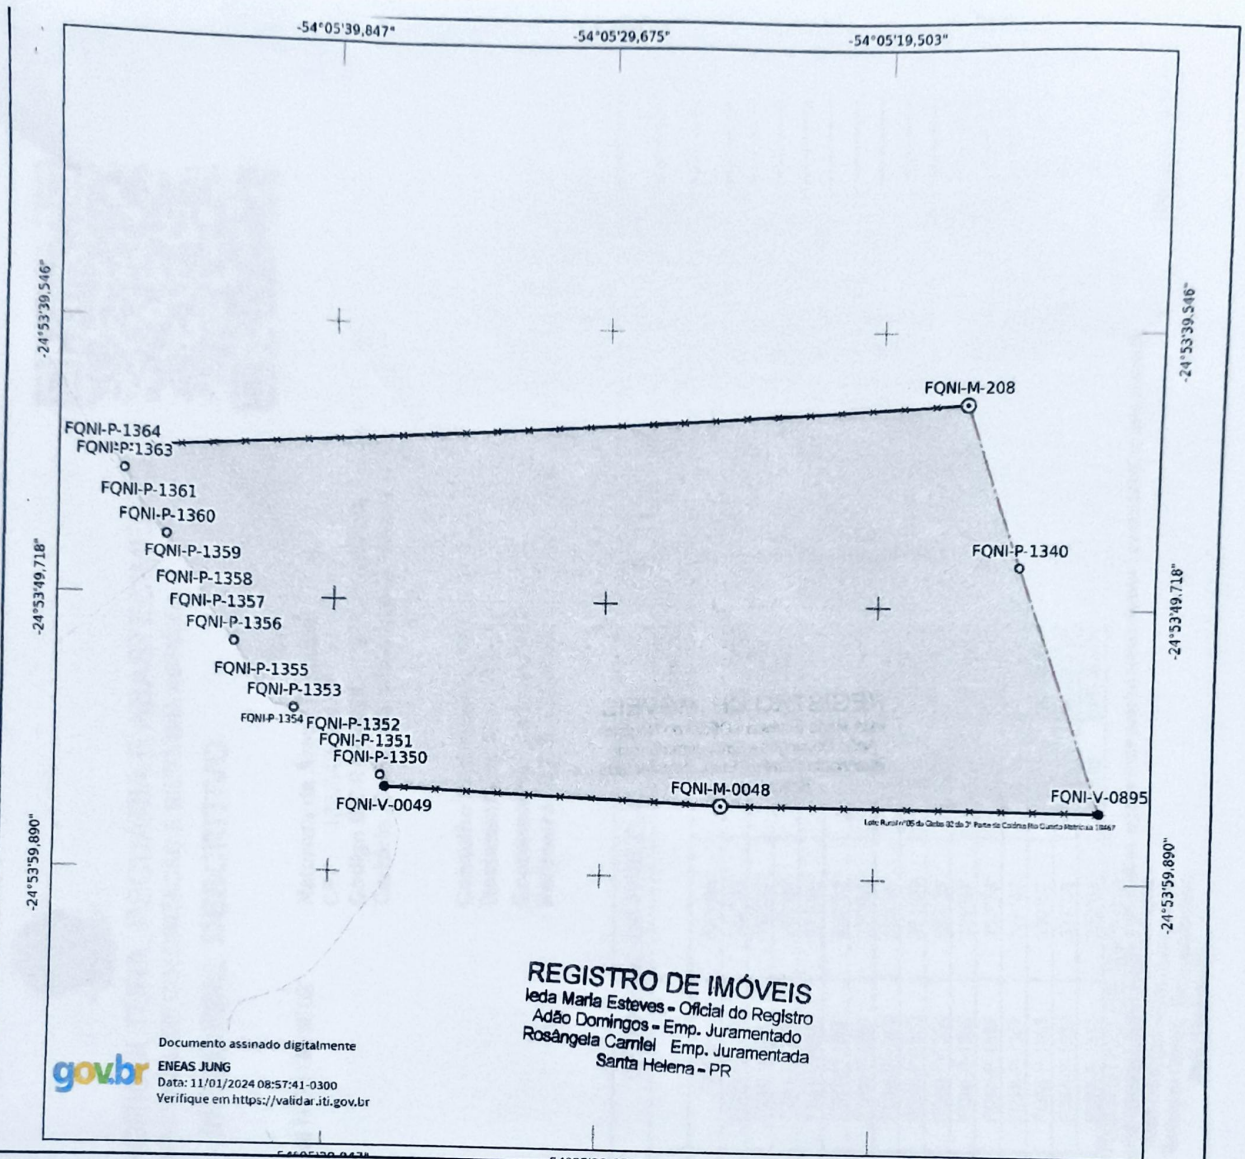 -54°05'39,847"
-54°05'29,675"
-54°05'19,503"
-24°53'39,546"
-24°53'39,546"
FQNI-M-208
FQNI-P-1364
FQNI-P-1363
FQNI-P-1361
FQNI-P-1360
FQNI-P-1359
FQNI-P-1340
-24°53'49,718"
-24°53'49,718"
FQNI-P-1358
FQNI-P-1357
FQNI-P-1356
FQNI-P-1355
FQNI-P-1353
FQNI-P-1354
FQNI-P-1352
FQNI-P-1351
FQNI-P-1350
FQNI-V-0049
FQNI-M-0048
FQNI-V-0895
-24°53'59,890"
-24°53'59,890"
REGISTRO DE IMÓVEIS
Ieda Maria Esteves - Oficial do Registro
Adão Domingos - Emp. Juramentado
Rosângela Carniel Emp. Juramentada
Santa Helena - PR
gov.br
Documento assinado digitalmente
ENEAS JUNG
Data: 11/01/2024 08:57:41-0300
Verifique em https://validar.iti.gov.br